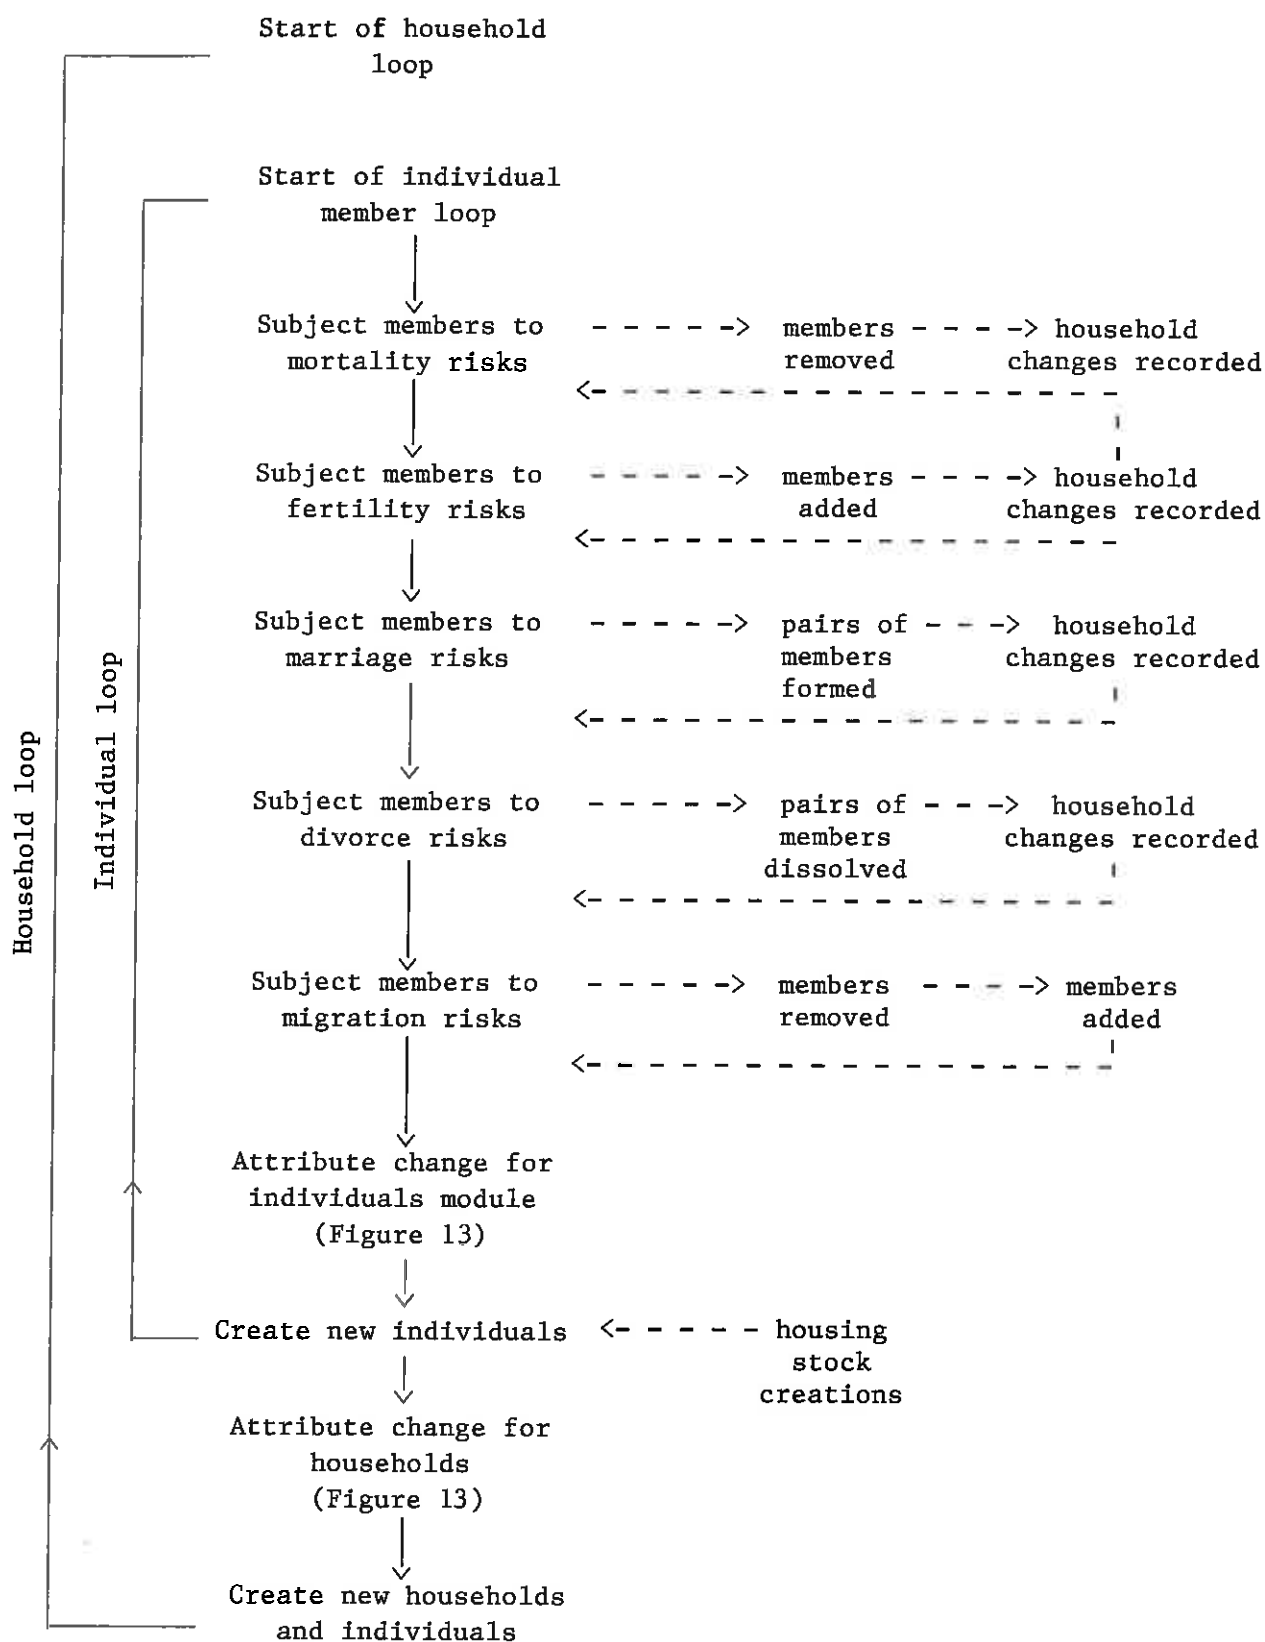 Start of household
loop
Start of individual
member loop
Subject members to
mortality risks
members
removed
household
changes recorded
Subject members to
fertility risks
members
added
household
changes recorded
Subject members to
marriage risks
pairs of
members
formed
household
changes recorded
Subject members to
divorce risks
pairs of
members
dissolved
household
changes recorded
Subject members to
migration risks
members
removed
members
added
Attribute change for
individuals module
(Figure 13)
Create new individuals
housing
stock
creations
Attribute change for
households
(Figure 13)
Create new households
and individuals
Household loop
Individual loop